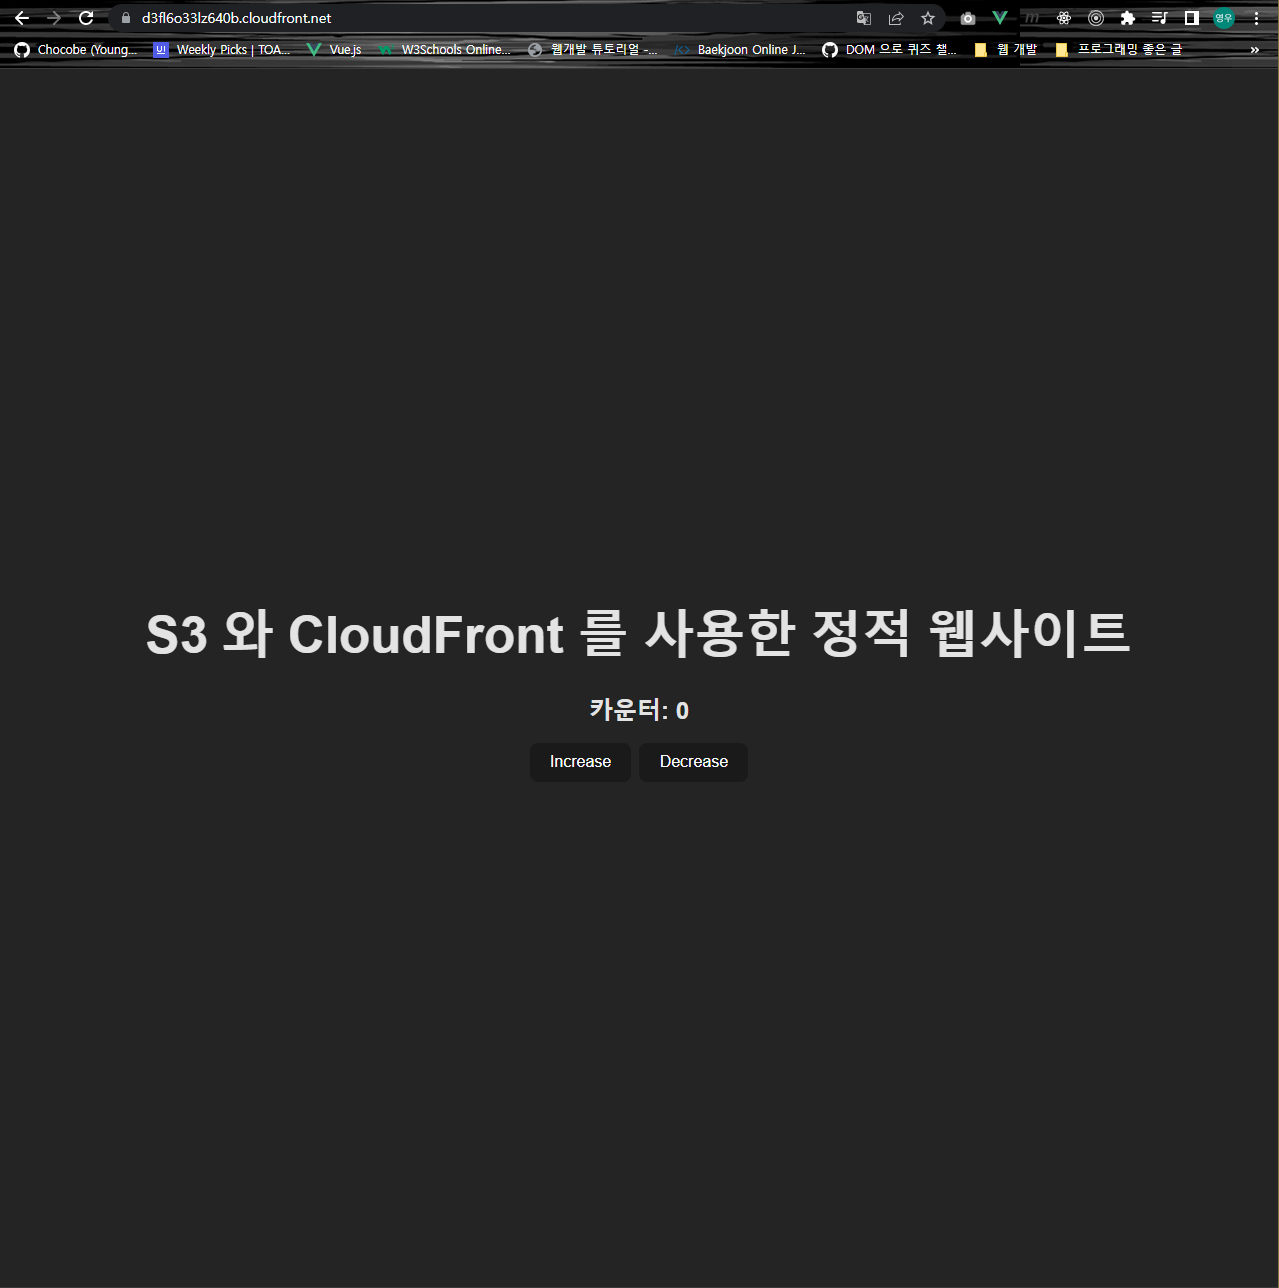 d3fl6o33lz640b.cloudfront.net
영우
Chocobe (Young... Weekly Picks | TOA... Vue.js W3Schools Online... 웹개발 튜토리얼 -... Baekjoon Online J... DOM 으로 퀴즈 챌... 웹 개발 프로그래밍 좋은 글 »
S3 와 CloudFront 를 사용한 정적 웹사이트
카운터: 0
Increase Decrease